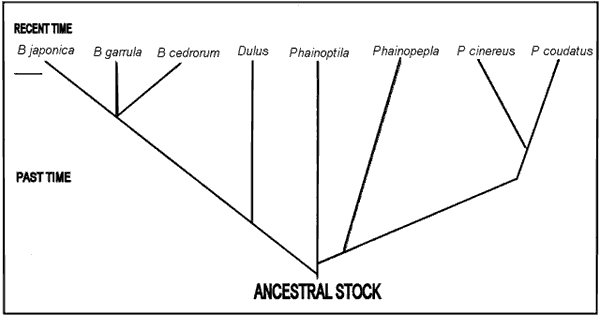 RECENT TIME
B japonica B garrula B cedrorum Dulus Phainoptila Phainopepla P cinereus P coudatus
PAST TIME
ANCESTRAL STOCK